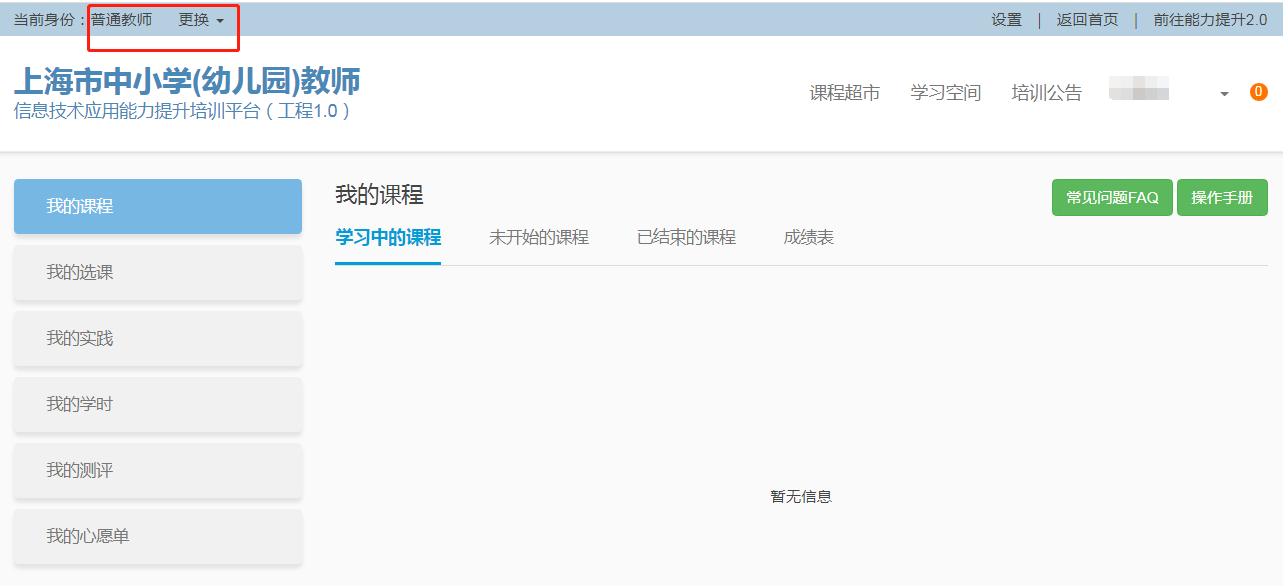 当前身份：普通教师 更换
设置 | 返回首页 | 前往能力提升2.0
上海市中小学(幼儿园)教师
信息技术应用能力提升培训平台（工程1.0）
课程超市 学习空间 培训公告 0
我的课程
我的选课
我的实践
我的学时
我的测评
我的心愿单
我的课程
常见问题FAQ 操作手册
学习中的课程 未开始的课程 已结束的课程 成绩表
暂无信息